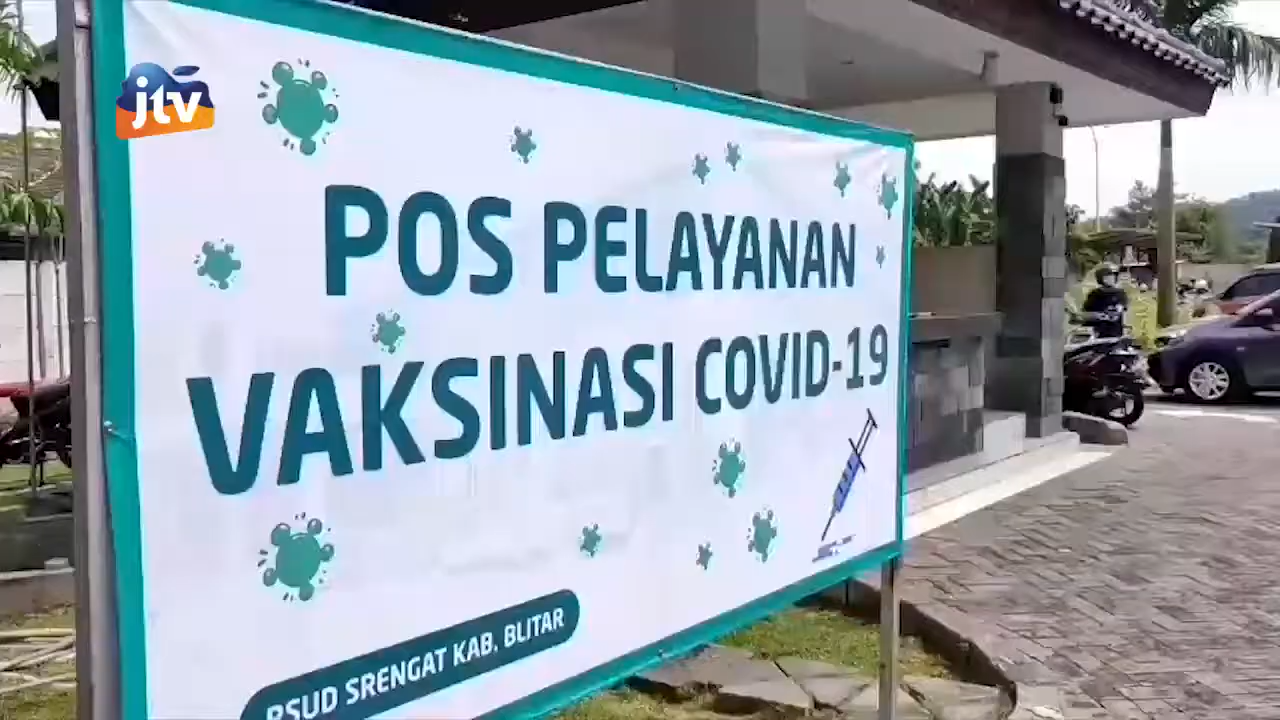 jtv
POS PELAYANAN
VAKSINASI COVID-19
RSUD SRENGAT KAB. BLITAR